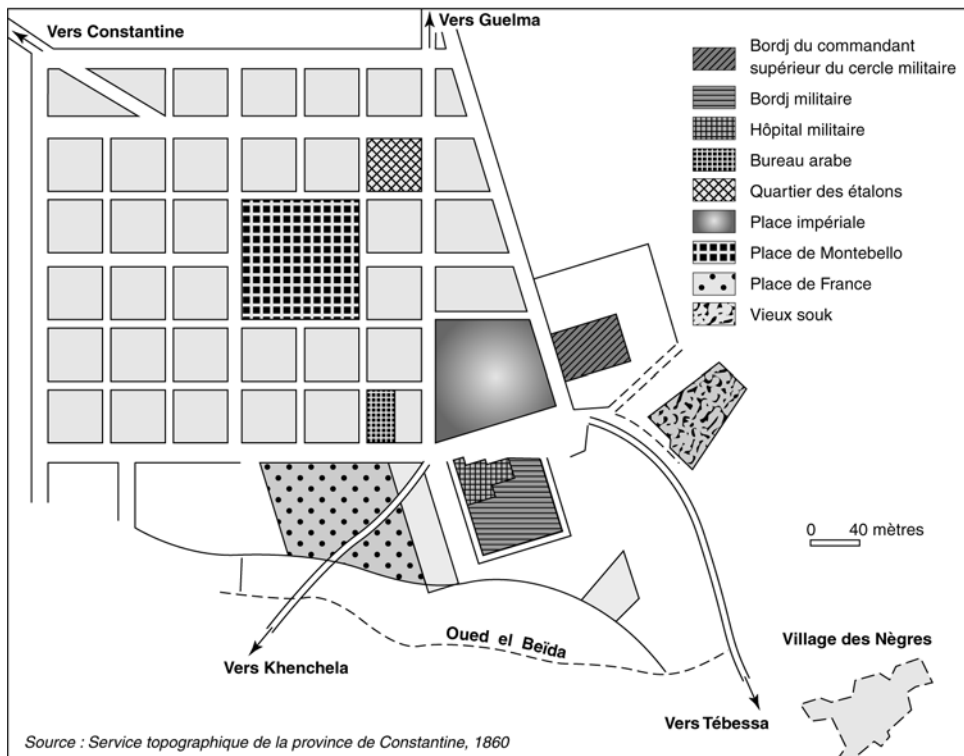 Vers Constantine
Vers Guelma
Bordj du commandant
supérieur du cercle militaire
Bordj militaire
Hôpital militaire
Bureau arabe
Quartier des étalons
Place impériale
Place de Montebello
Place de France
Vieux souk
0 40 mètres
Oued el Beïda
Village des Nègres
Vers Khenchela
Vers Tébessa
Source : Service topographique de la province de Constantine, 1860